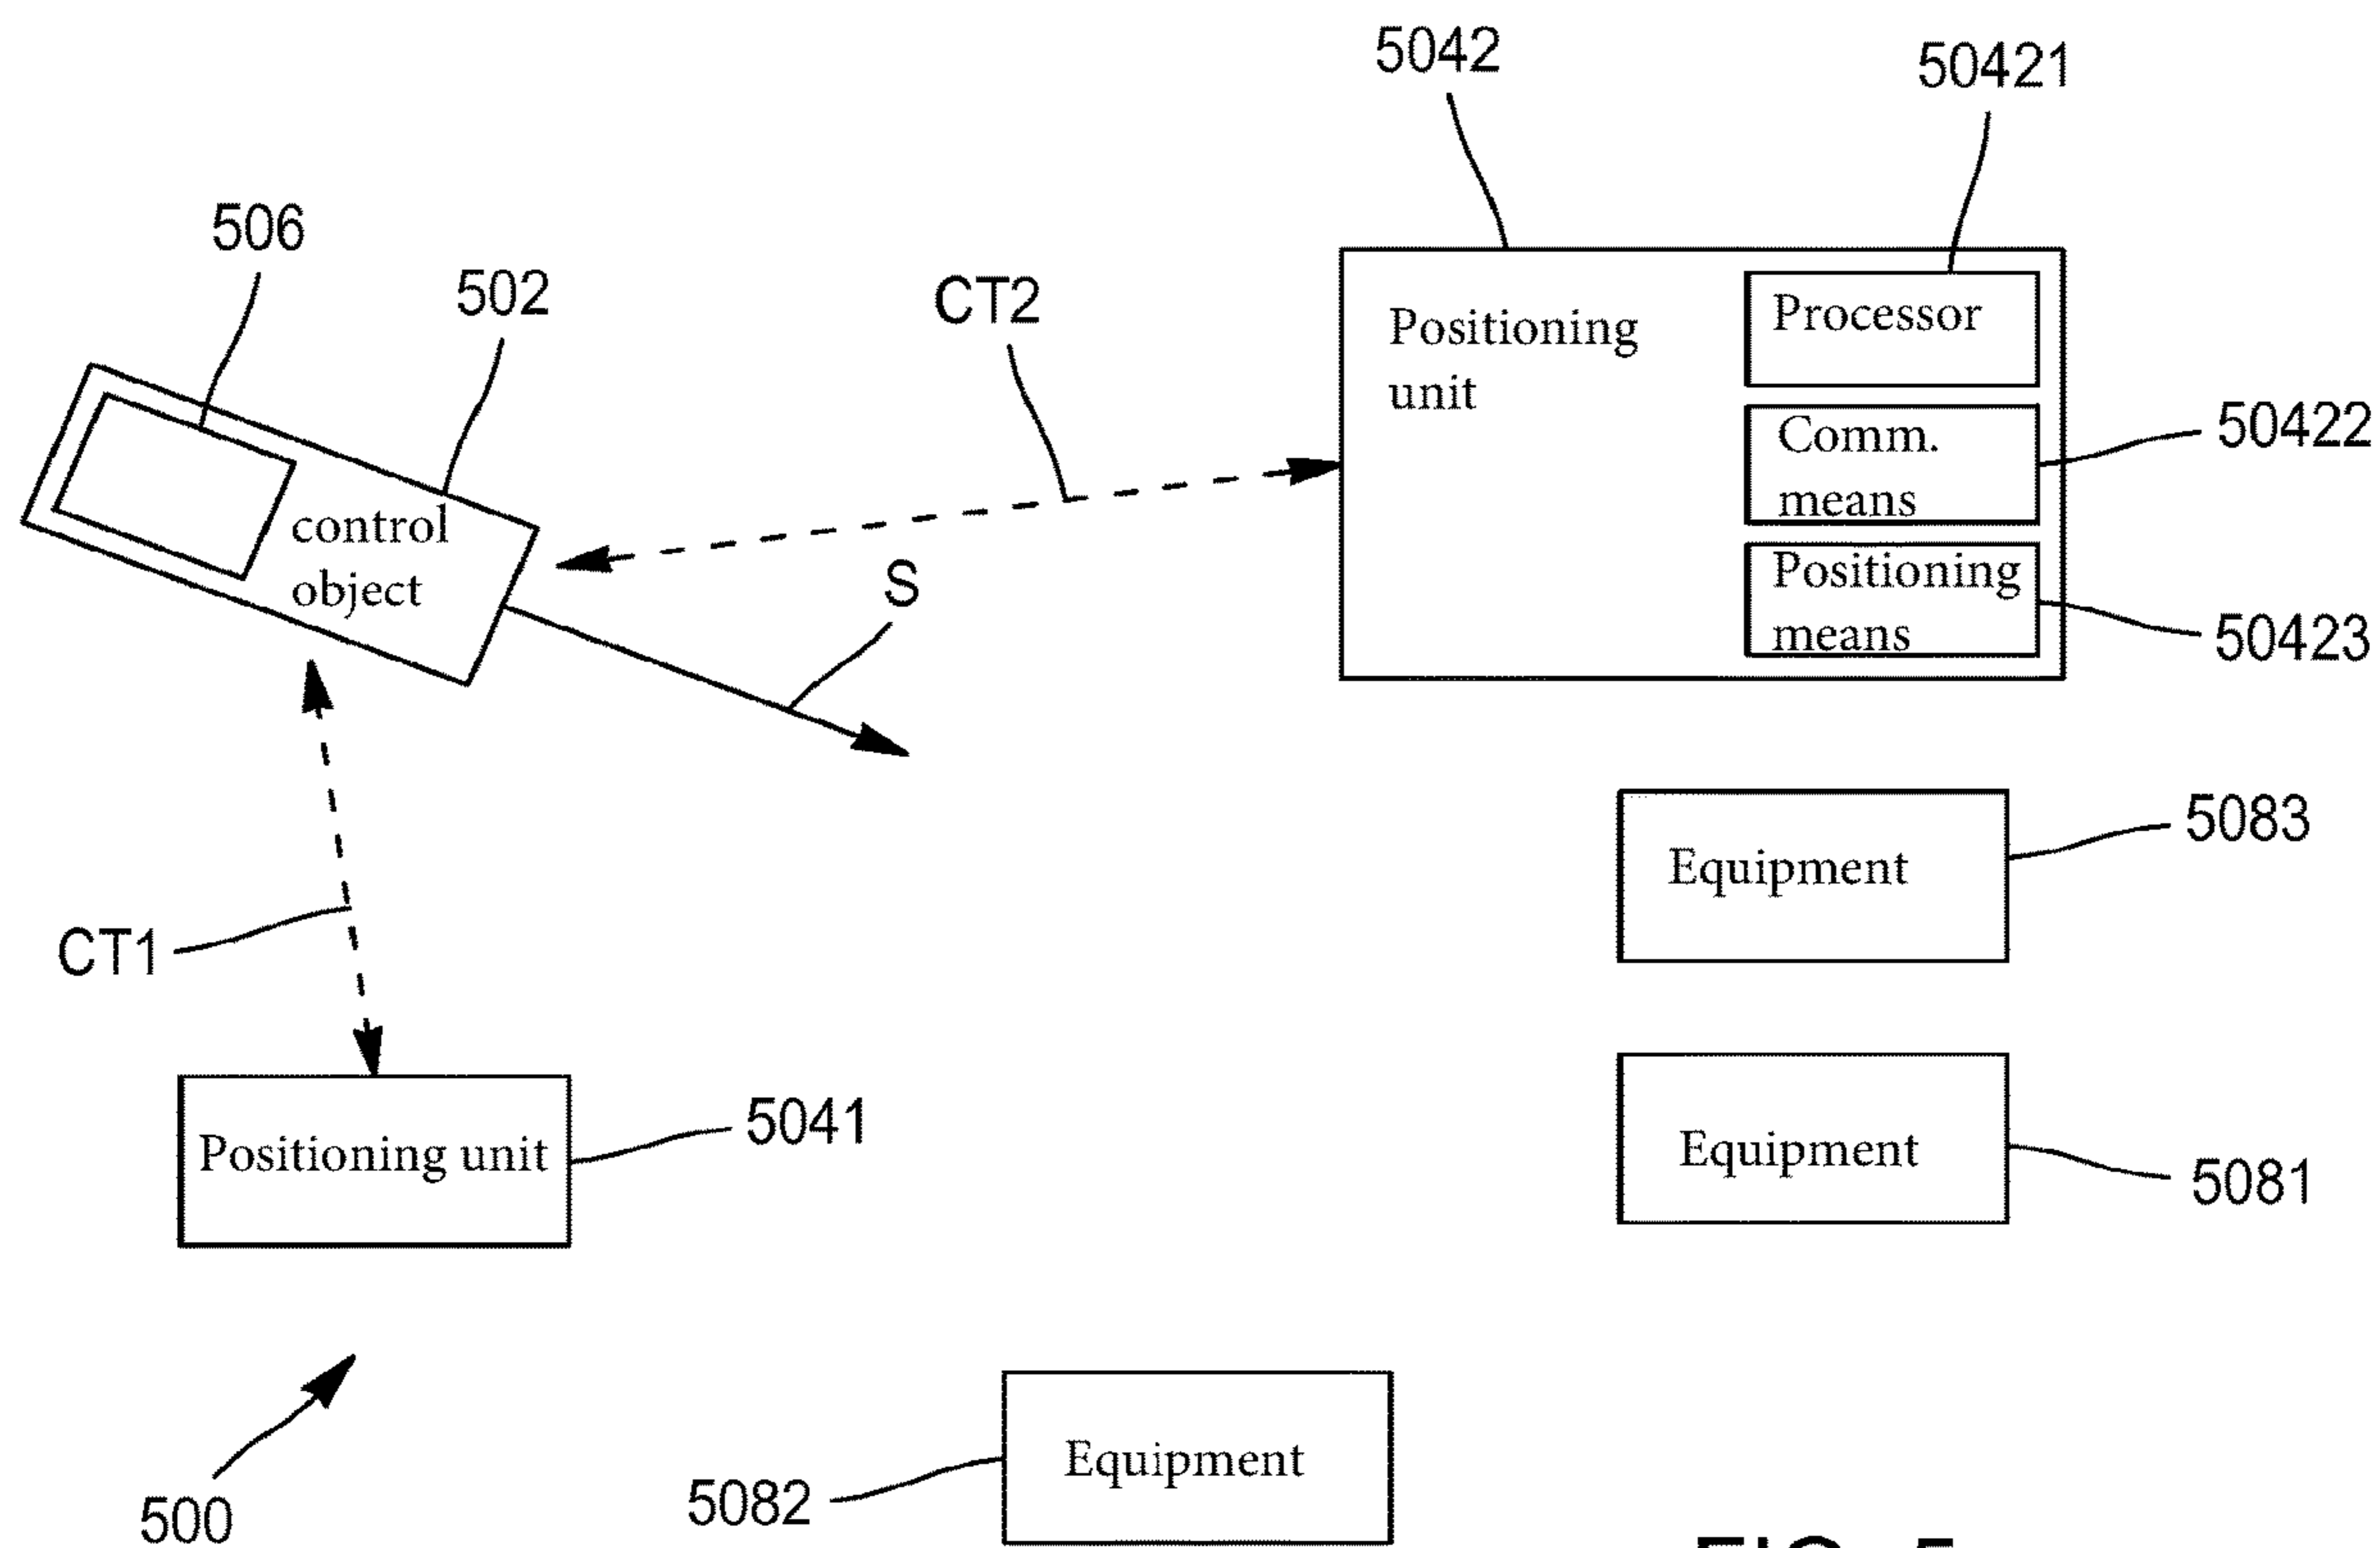 5042
50421
506
502
CT2
Processor
Positioning
unit
Comm.
means
50422
control
object
S
Positioning
means
50423
5083
Equipment
CT1
Positioning unit
5041
Equipment
5081
500
5082
Equipment